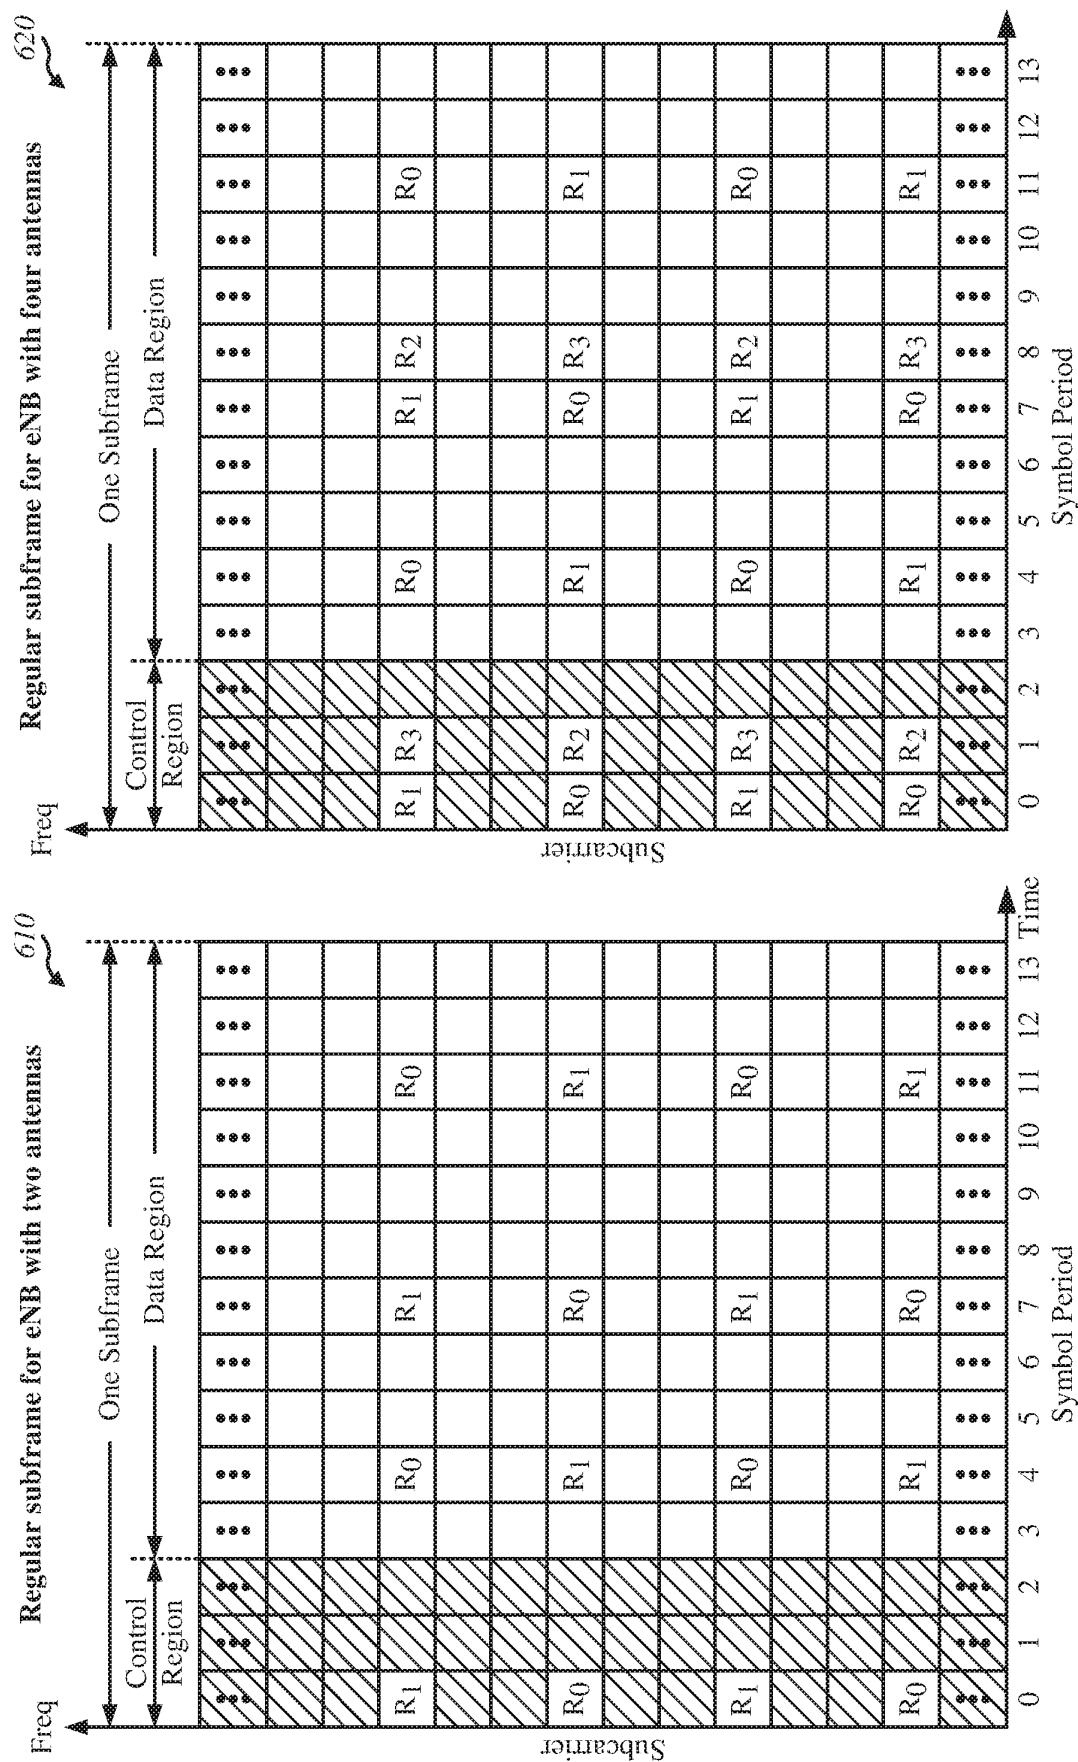 Regular subframe for eNB with two antennas
610
Freq
One Subframe
Control
Region
Data Region
Subcarrier
R1 R0 R1 R0
R0 R1 R0 R1
R1 R0 R1 R0
R0 R1 R0 R1
0 1 2 3 4 5 6 7 8 9 10 11 12 13
Time
Symbol Period
Regular subframe for eNB with four antennas
620
Freq
One Subframe
Control
Region
Data Region
Subcarrier
R1 R3 R0 R1 R2 R0
R0 R2 R1 R0 R3 R1
R1 R3 R0 R1 R2 R0
R0 R2 R1 R0 R3 R1
0 1 2 3 4 5 6 7 8 9 10 11 12 13
Symbol Period